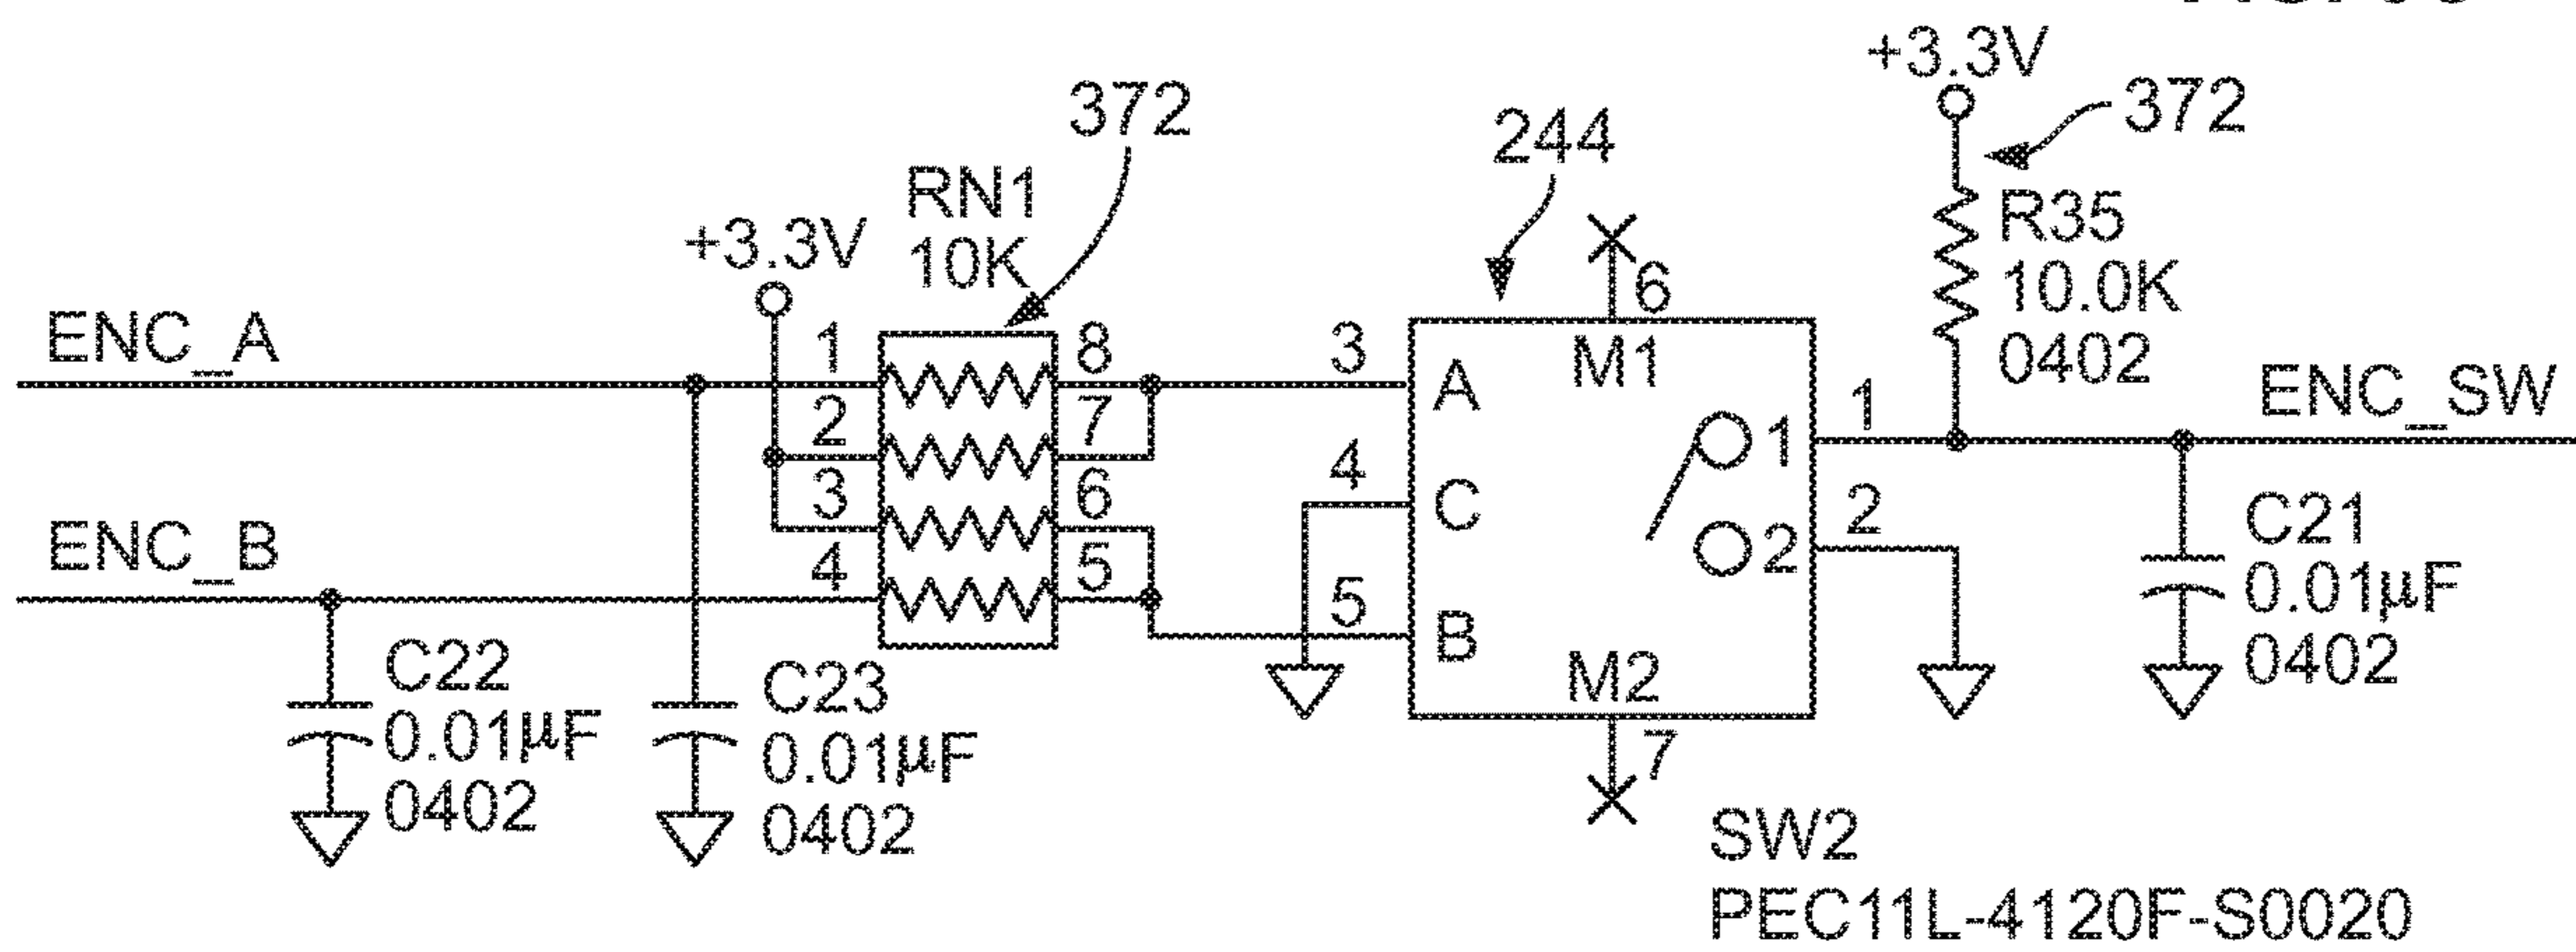 +3.3V
372
372
244
RN1
10K
+3.3V
R35
10.0K
0402
ENC_A
ENC_SW
ENC_B
1
2
3
4
8
7
6
5
3
4
5
A
C
B
6
M1
M2
7
1
2
1
2
C21
0.01µF
0402
C22
0.01µF
0402
C23
0.01µF
0402
SW2
PEC11L-4120F-S0020